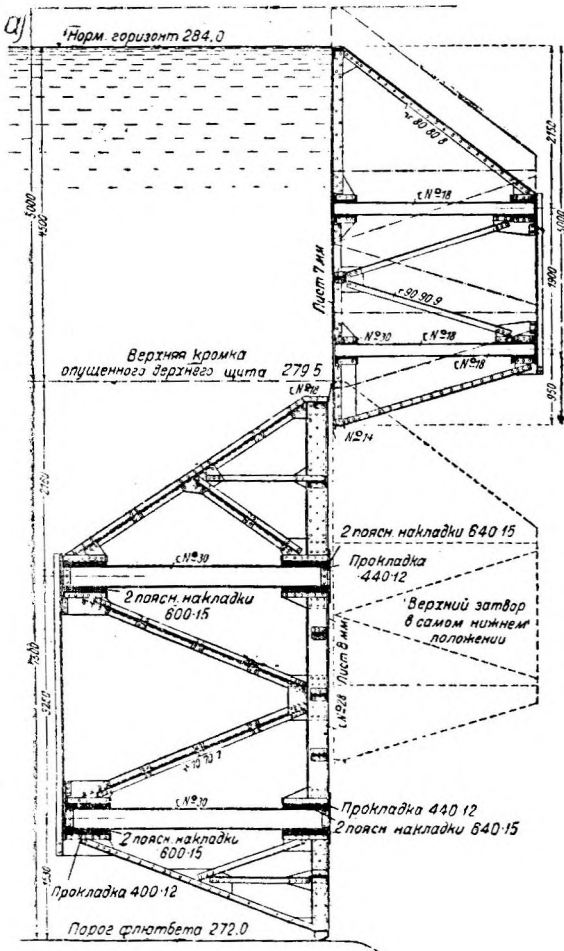 а)
Норм. горизонт 284.0
г 80 80 8
2150
5000
4500
с №18
5000
Лист 7 мм
1900
г 90 90 9
№30
с №18
с №18
Верхняя кромка
опущенного верхнего щита 279 5
950
с №18
№14
2 поясн. накладки 640·15
с №30
Прокладка
440·12
2 поясн. накладки
600·15
Верхний затвор
в самом нижнем
положении
Лист 8 мм
7300
с №28
с №30
Прокладка 440 12
2 поясн. накладки 640·15
2 поясн. накладки
600·15
Прокладка 400·12
Порог флютбета 272.0